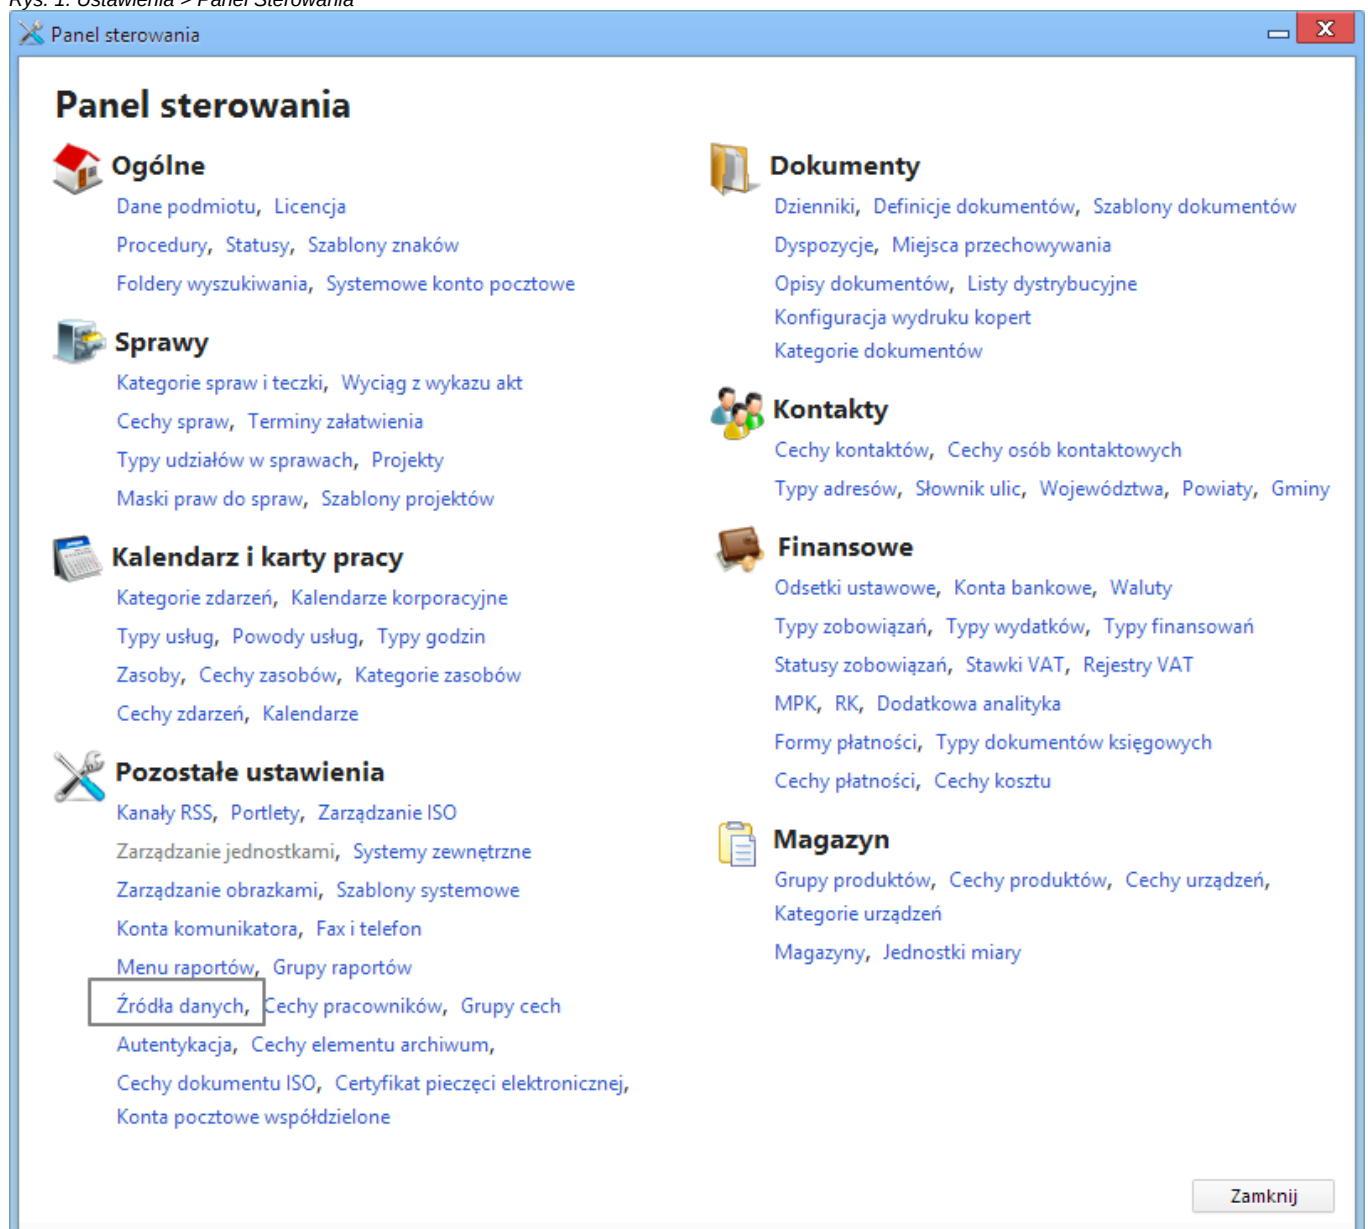 Rys. 1. Ustawienia > Panel Sterowania
Panel sterowania
X
Panel sterowania
Ogólne
Dane podmiotu, Licencja
Procedury, Statusy, Szablony znaków
Foldery wyszukiwania, Systemowe konto pocztowe
Sprawy
Kategorie spraw i teczki, Wyciąg z wykazu akt
Cechy spraw, Terminy załatwienia
Typy udziałów w sprawach, Projekty
Maski praw do spraw, Szablony projektów
Kalendarz i karty pracy
Kategorie zdarzeń, Kalendarze korporacyjne
Typy usług, Powody usług, Typy godzin
Zasoby, Cechy zasobów, Kategorie zasobów
Cechy zdarzeń, Kalendarze
Pozostałe ustawienia
Kanały RSS, Portlety, Zarządzanie ISO
Zarządzanie jednostkami, Systemy zewnętrzne
Zarządzanie obrazkami, Szablony systemowe
Konta komunikatora, Fax i telefon
Menu raportów, Grupy raportów
Źródła danych, Cechy pracowników, Grupy cech
Autentykacja, Cechy elementu archiwum,
Cechy dokumentu ISO, Certyfikat pieczęci elektronicznej,
Konta pocztowe współdzielone
Dokumenty
Dzienniki, Definicje dokumentów, Szablony dokumentów
Dyspozycje, Miejsca przechowywania
Opisy dokumentów, Listy dystrybucyjne
Konfiguracja wydruku kopert
Kategorie dokumentów
Kontakty
Cechy kontaktów, Cechy osób kontaktowych
Typy adresów, Słownik ulic, Województwa, Powiaty, Gminy
Finansowe
Odsetki ustawowe, Konta bankowe, Waluty
Typy zobowiązań, Typy wydatków, Typy finansowań
Statusy zobowiązań, Stawki VAT, Rejestry VAT
MPK, RK, Dodatkowa analityka
Formy płatności, Typy dokumentów księgowych
Cechy płatności, Cechy kosztu
Magazyn
Grupy produktów, Cechy produktów, Cechy urządzeń,
Kategorie urządzeń
Magazyny, Jednostki miary
Zamknij